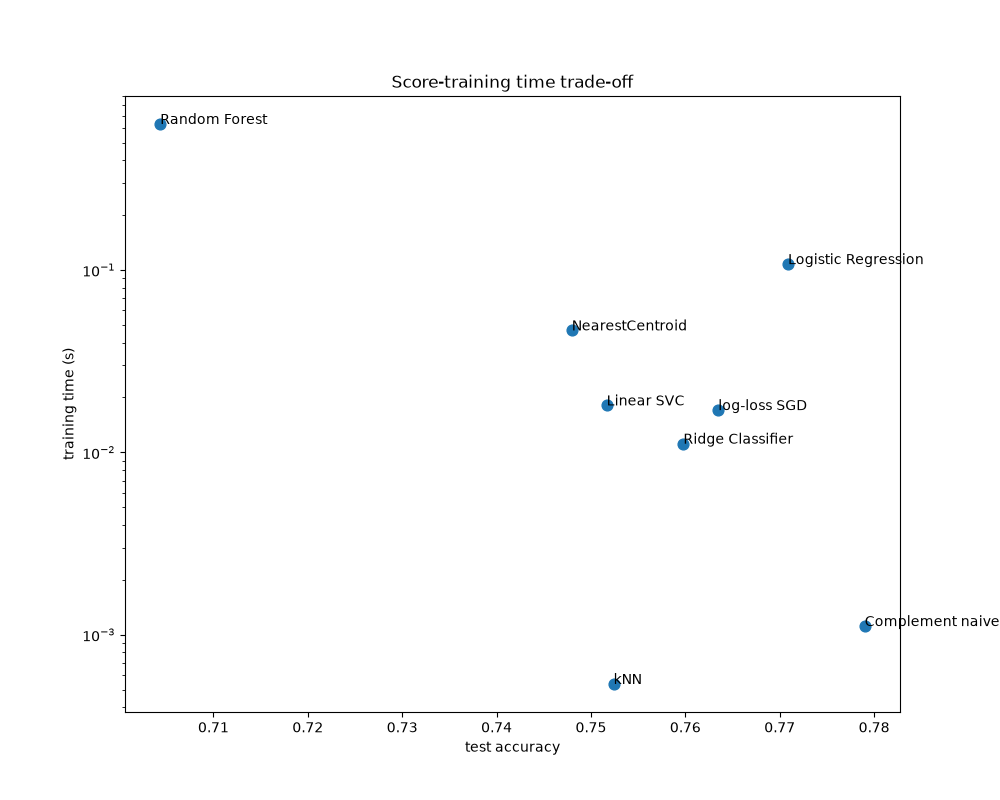 Score-training time trade-off
Random Forest
Logistic Regression
NearestCentroid
Linear SVC
log-loss SGD
Ridge Classifier
Complement naive
kNN
training time (s)
10⁻¹
10⁻²
10⁻³
0.71 0.72 0.73 0.74 0.75 0.76 0.77 0.78
test accuracy